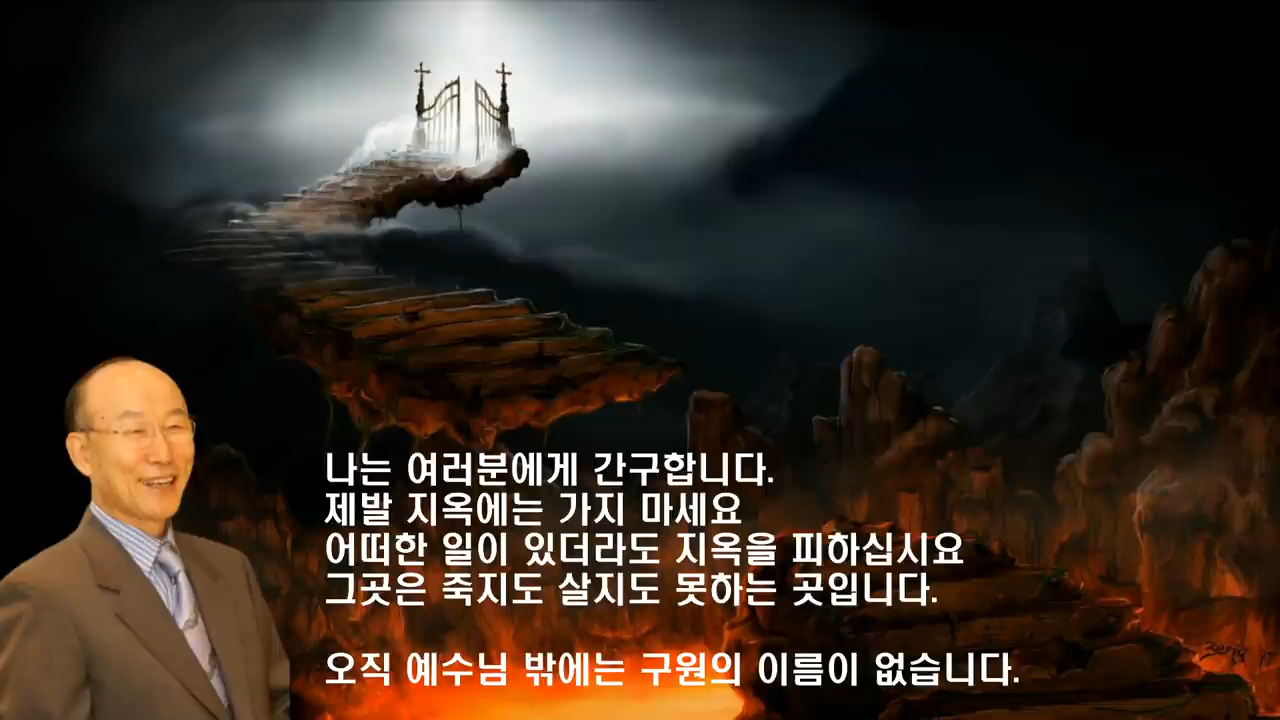 나는 여러분에게 간구합니다.
제발 지옥에는 가지 마세요
어떠한 일이 있더라도 지옥을 피하십시요
그곳은 죽지도 살지도 못하는 곳입니다.
오직 예수님 밖에는 구원의 이름이 없습니다.